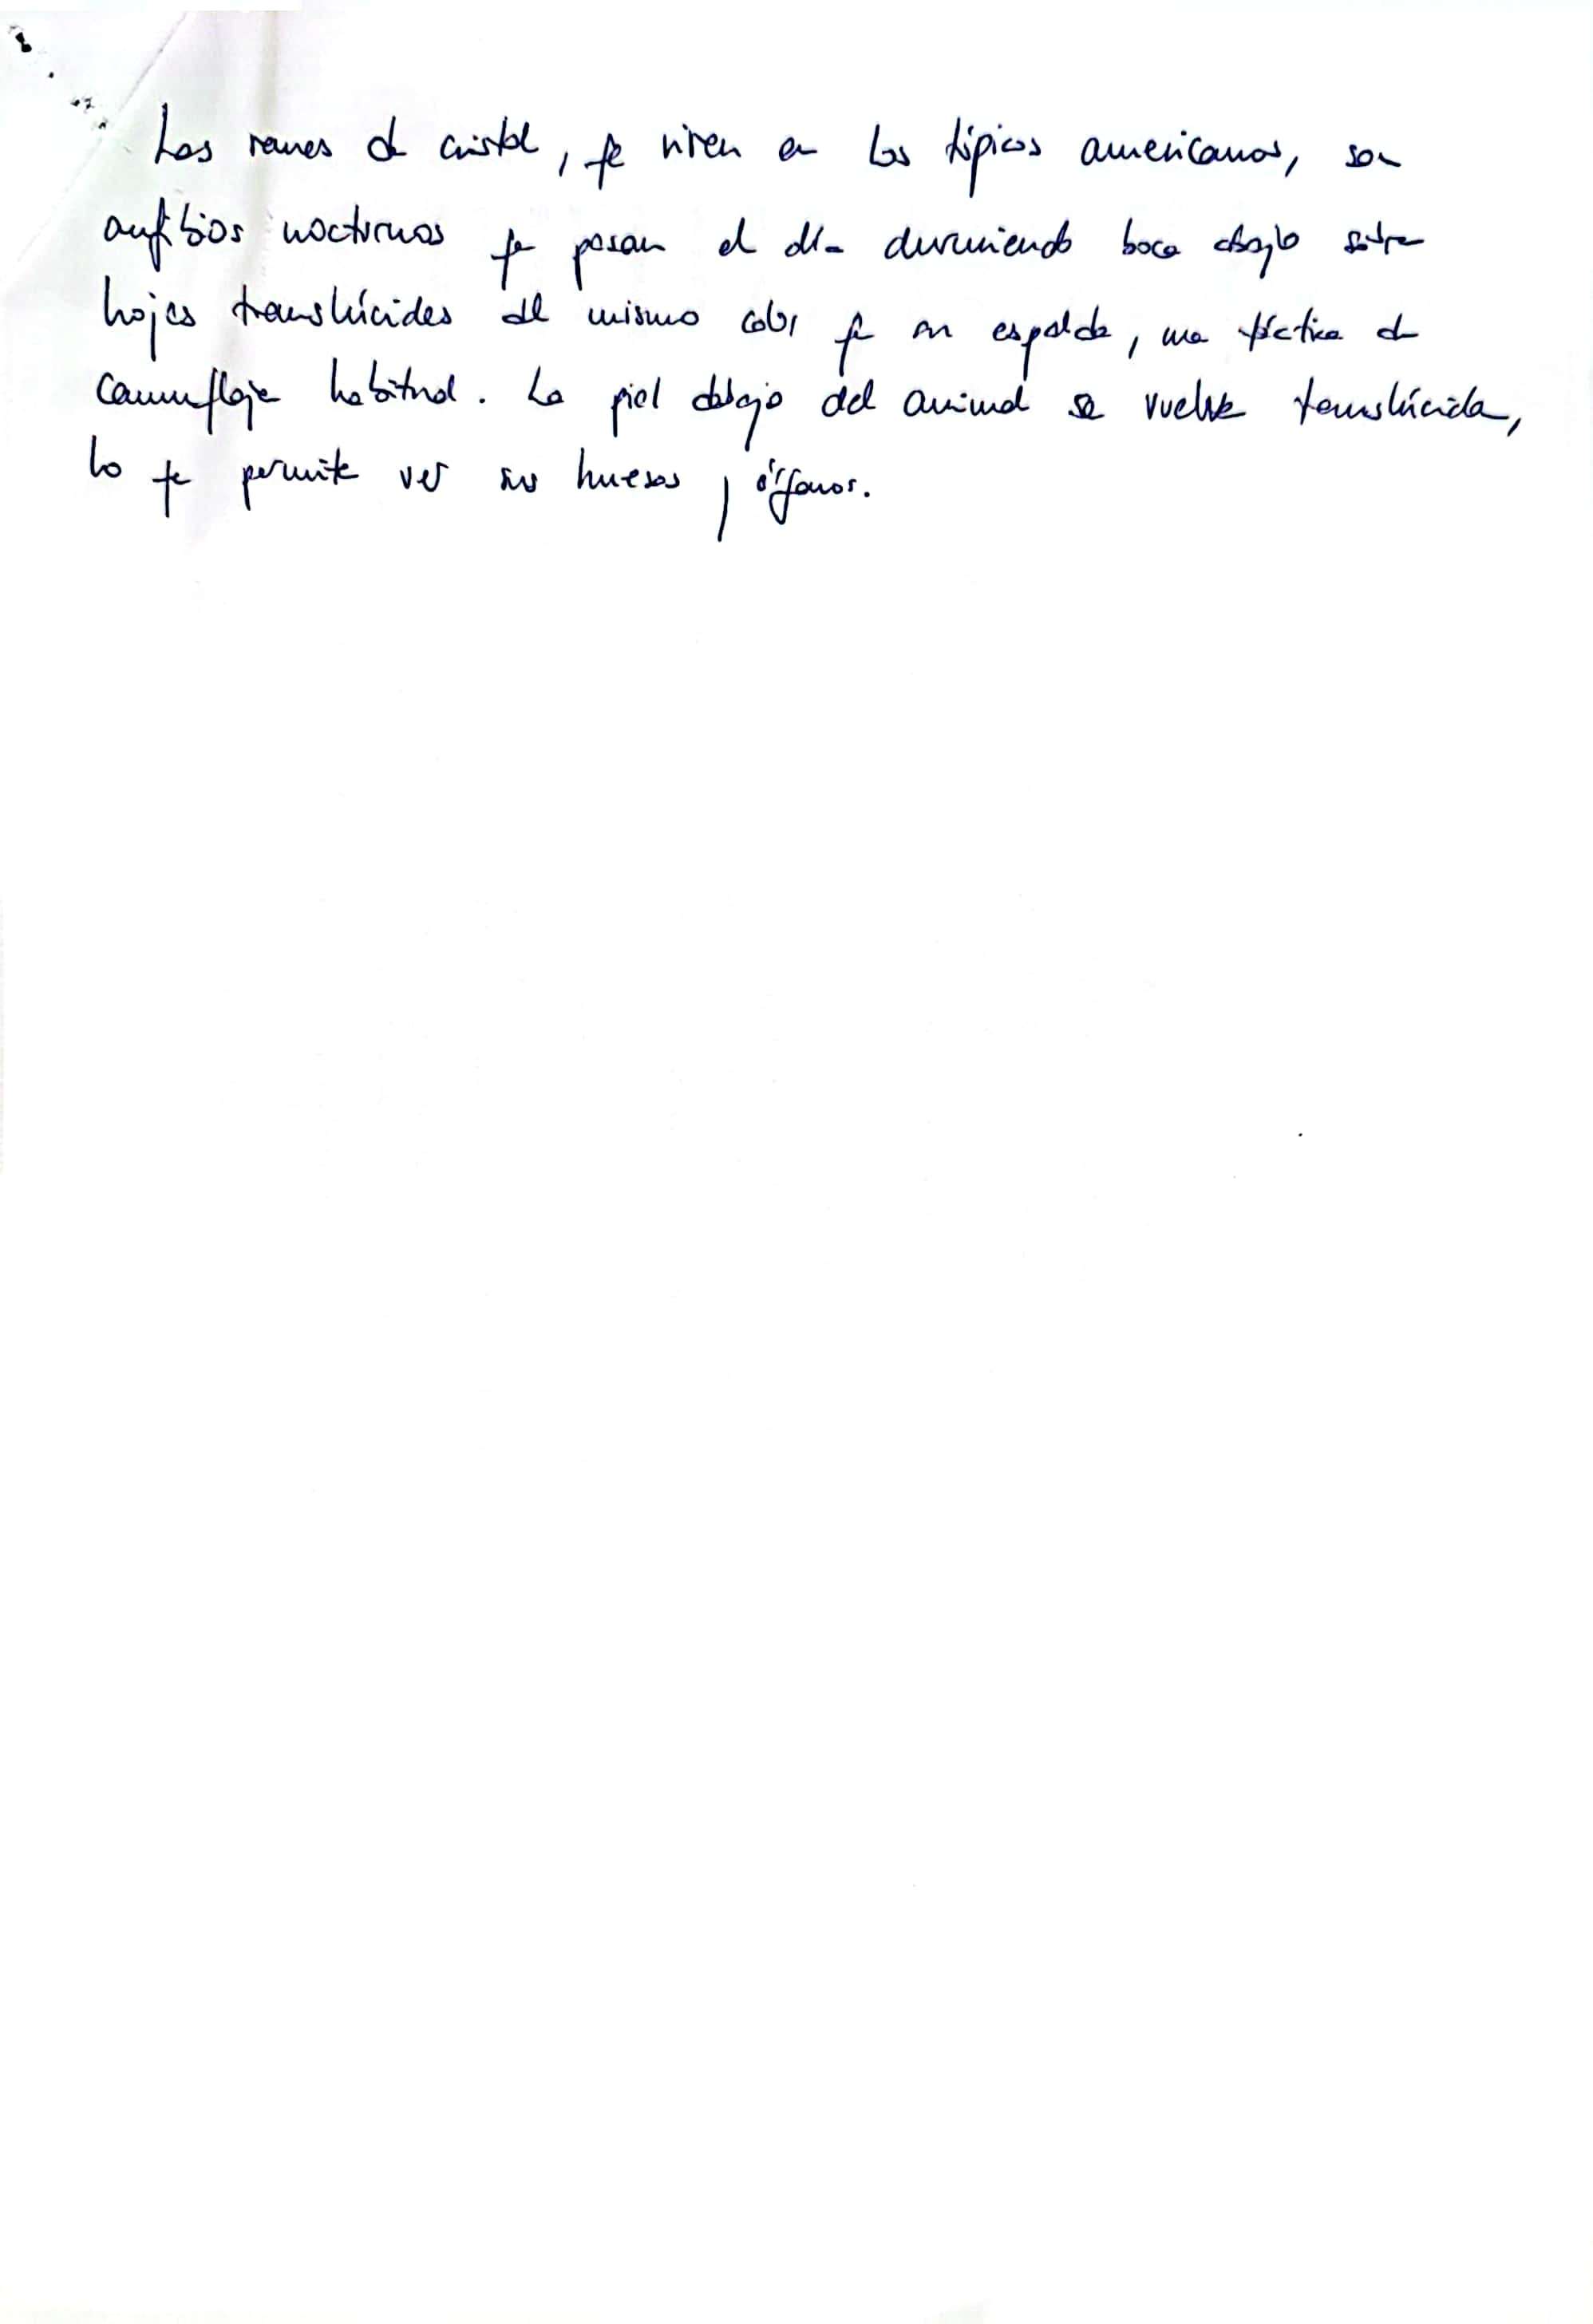 Las ranas de cristal, que viven en los trópicos americanos, son
anfibios nocturnos que pasan el día durmiendo boca abajo sobre
hojas translúcidas del mismo color que su espalda, una táctica de
camuflaje habitual. La piel debajo del animal se vuelve translúcida,
lo que permite ver sus huesos y órganos.